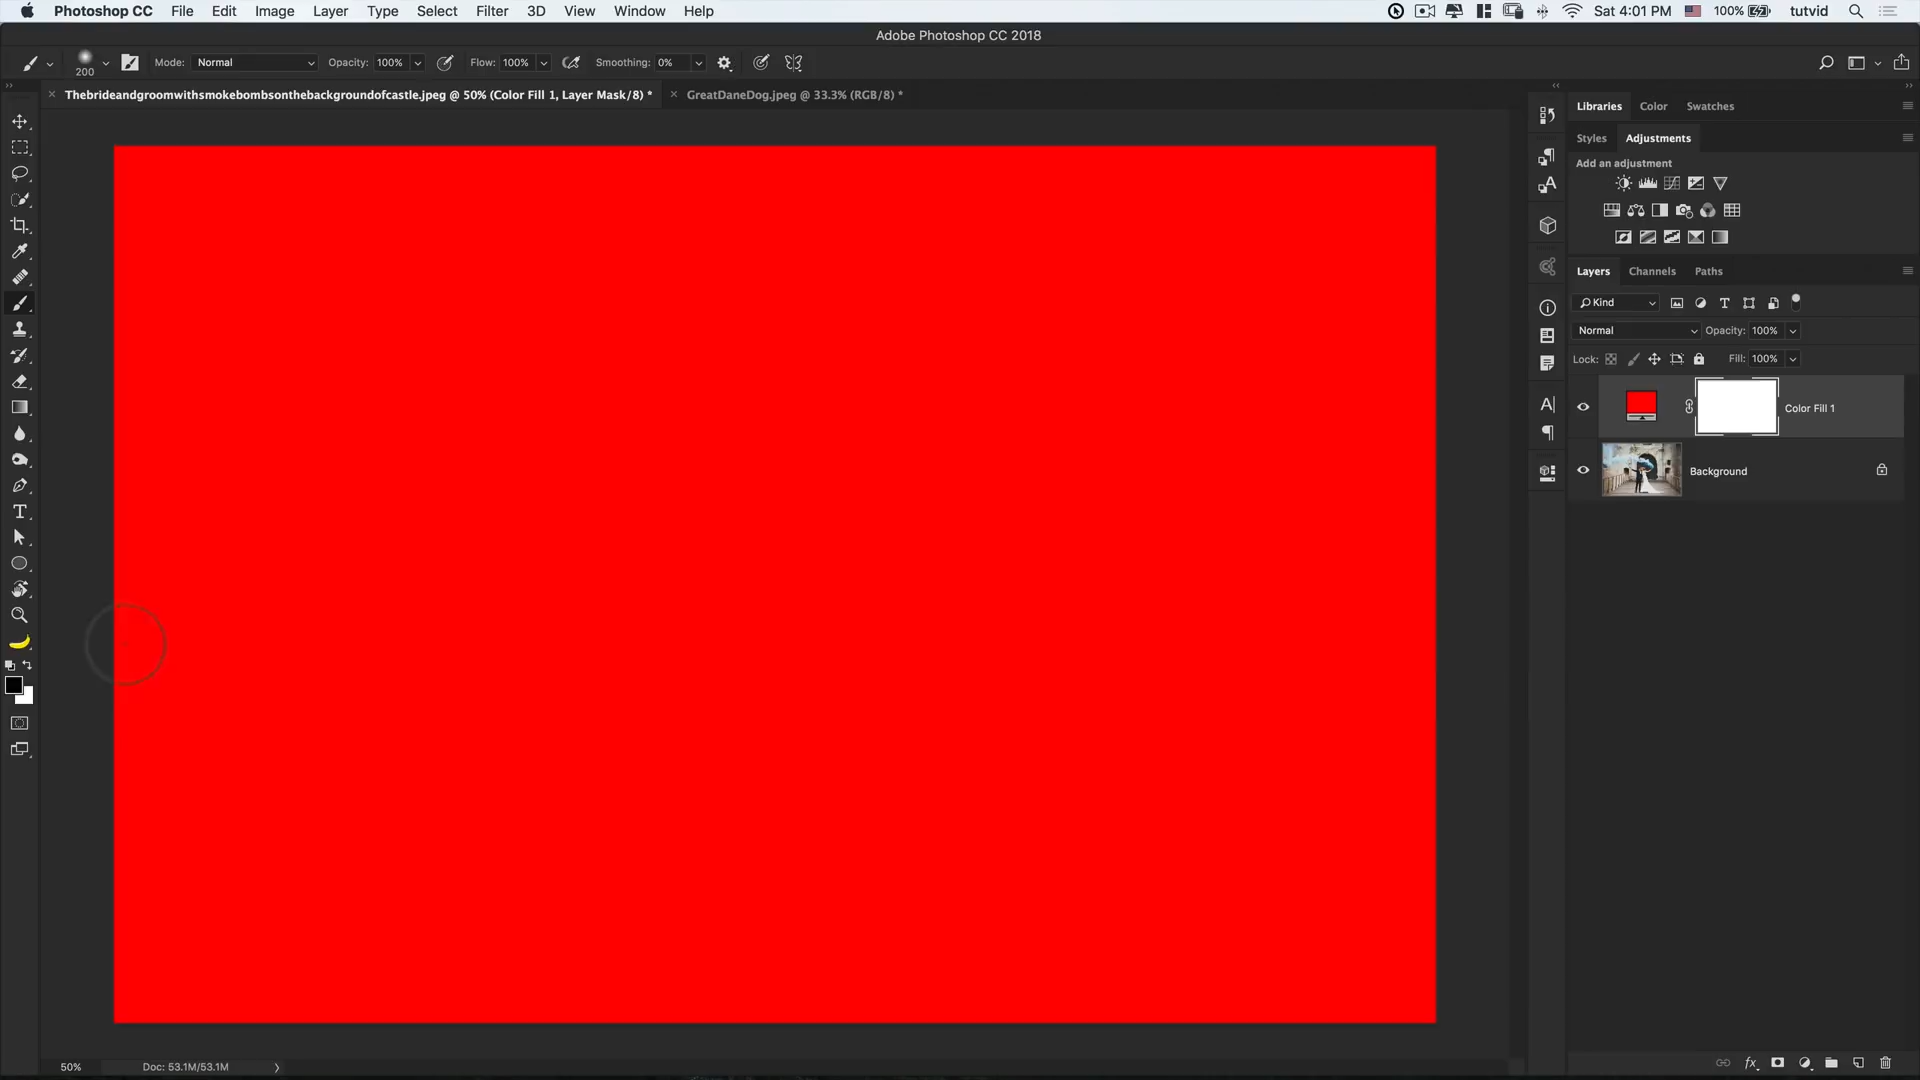 Photoshop CC File Edit Image Layer Type Select Filter 3D View Window Help Sat 4:01 PM 100% tutvid
Adobe Photoshop CC 2018
200 Mode: Normal Opacity: 100% Flow: 100% Smoothing: 0%
Thebrideandgroomwithsmokebombsonthebackgroundofcastle.jpeg @ 50% (Color Fill 1, Layer Mask/8) * GreatDaneDog.jpeg @ 33.3% (RGB/8) *
Libraries Color Swatches
Styles Adjustments
Add an adjustment
Layers Channels Paths
Kind
Normal Opacity: 100%
Lock: Fill: 100%
Color Fill 1
Background
50% Doc: 53.1M/53.1M